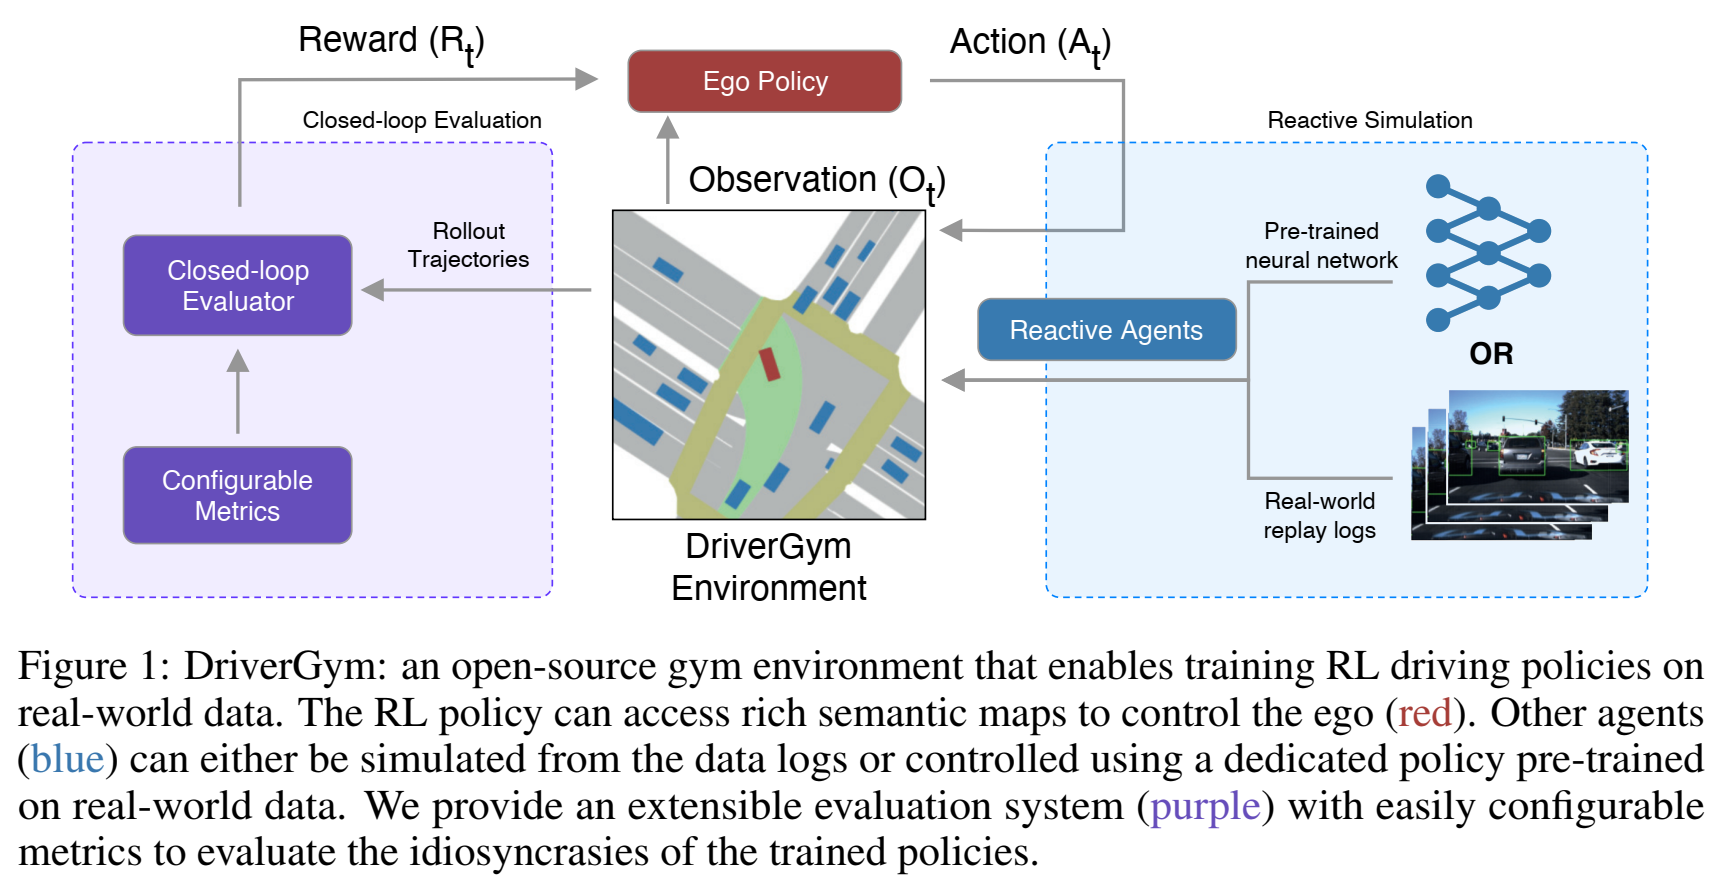 Reward (Rt)
Ego Policy
Action (At)
Closed-loop Evaluation
Reactive Simulation
Observation (Ot)
Rollout
Trajectories
Closed-loop
Evaluator
Configurable
Metrics
Pre-trained
neural network
Reactive Agents
OR
Real-world
replay logs
DriverGym
Environment
Figure 1: DriverGym: an open-source gym environment that enables training RL driving policies on
real-world data. The RL policy can access rich semantic maps to control the ego (red). Other agents
(blue) can either be simulated from the data logs or controlled using a dedicated policy pre-trained
on real-world data. We provide an extensible evaluation system (purple) with easily configurable
metrics to evaluate the idiosyncrasies of the trained policies.